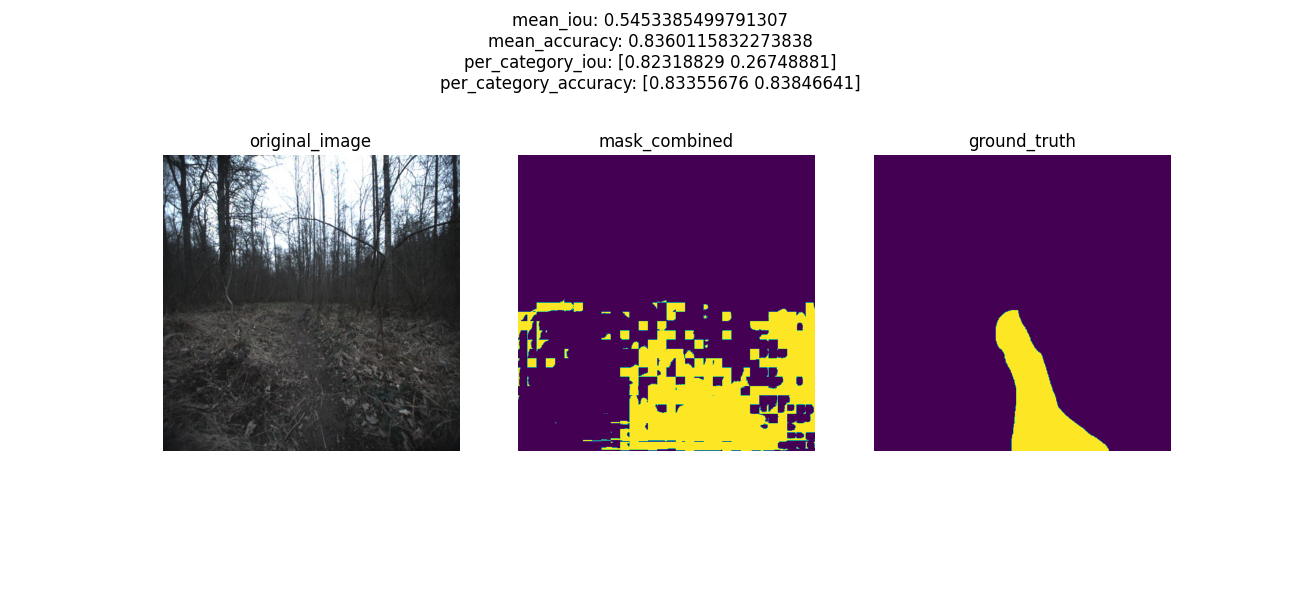 mean_iou: 0.5453385499791307
mean_accuracy: 0.8360115832273838
per_category_iou: [0.82318829 0.26748881]
per_category_accuracy: [0.83355676 0.83846641]
original_image
mask_combined
ground_truth